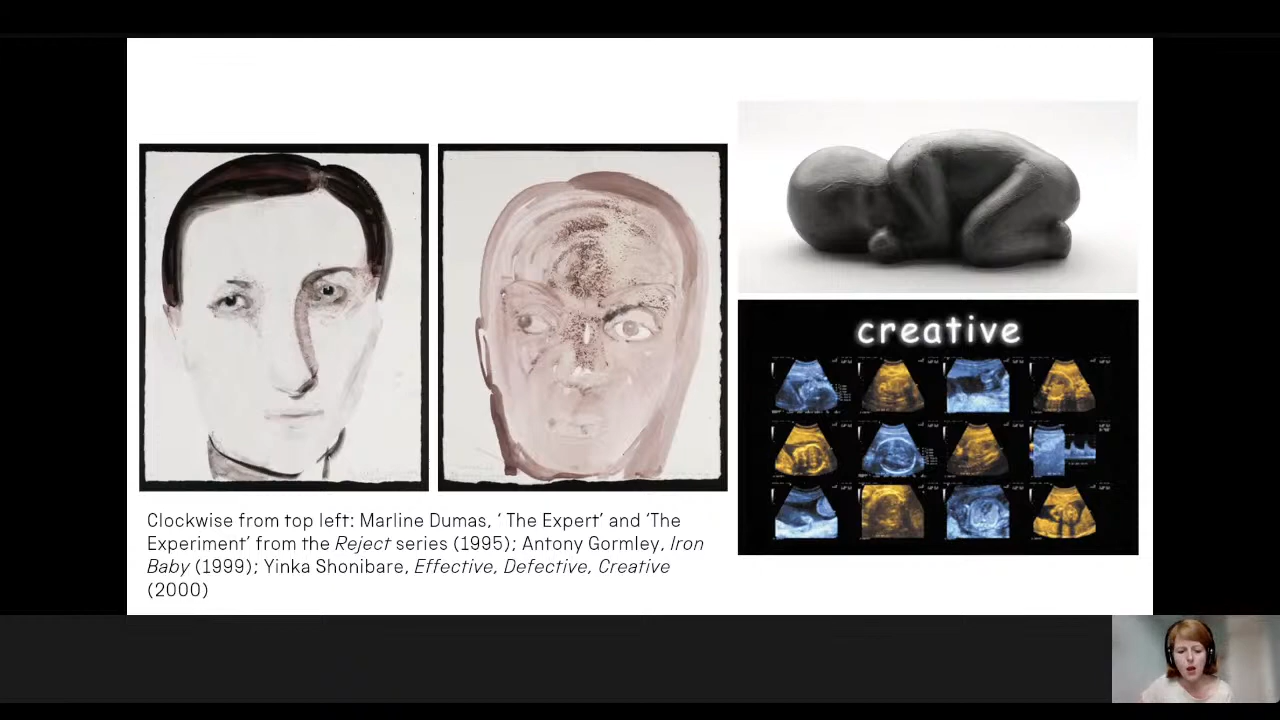 creative
Clockwise from top left: Marline Dumas, ‘ The Expert’ and ‘The
Experiment’ from the Reject series (1995); Antony Gormley, Iron
Baby (1999); Yinka Shonibare, Effective, Defective, Creative
(2000)